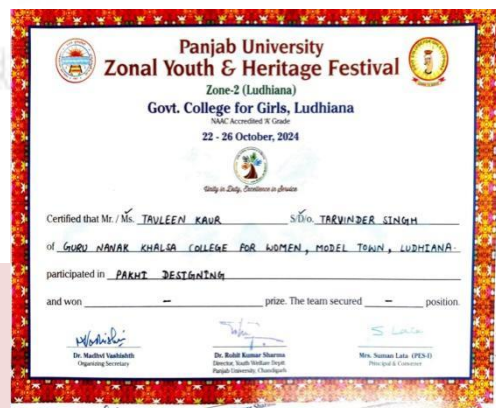 Panjab University
Zonal Youth & Heritage Festival
Zone-2 (Ludhiana)
Govt. College for Girls, Ludhiana
NAAC Accredited 'A' Grade
22 - 26 October, 2024
Unity in Duty, Excellence in Service
Certified that Mr. / Ms. TAVLEEN KAUR S/D/o. TARVINDER SINGH
of GURU NANAK KHALSA COLLEGE FOR WOMEN, MODEL TOWN, LUDHIANA.
participated in PAKHI DESIGNING
and won – prize. The team secured – position.
S Lata
Dr. Madhvi Vashishth Dr. Rohit Kumar Sharma Mrs. Suman Lata (PES-I)
Organizing Secretary Director, Youth Welfare Deptt. Principal & Convener
Panjab University, Chandigarh